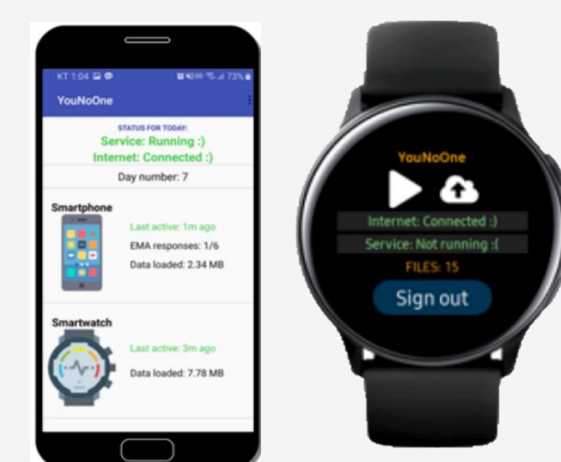 KT 1:04 73%
YouNoOne
STATUS FOR TODAY:
Service: Running :)
Internet: Connected :)
Day number: 7
Smartphone
Last active: 1m ago
EMA responses: 1/6
Data loaded: 2.34 MB
Smartwatch
Last active: 3m ago
Data loaded: 7.78 MB
YouNoOne
Internet: Connected :)
Service: Not running :(
FILES: 15
Sign out